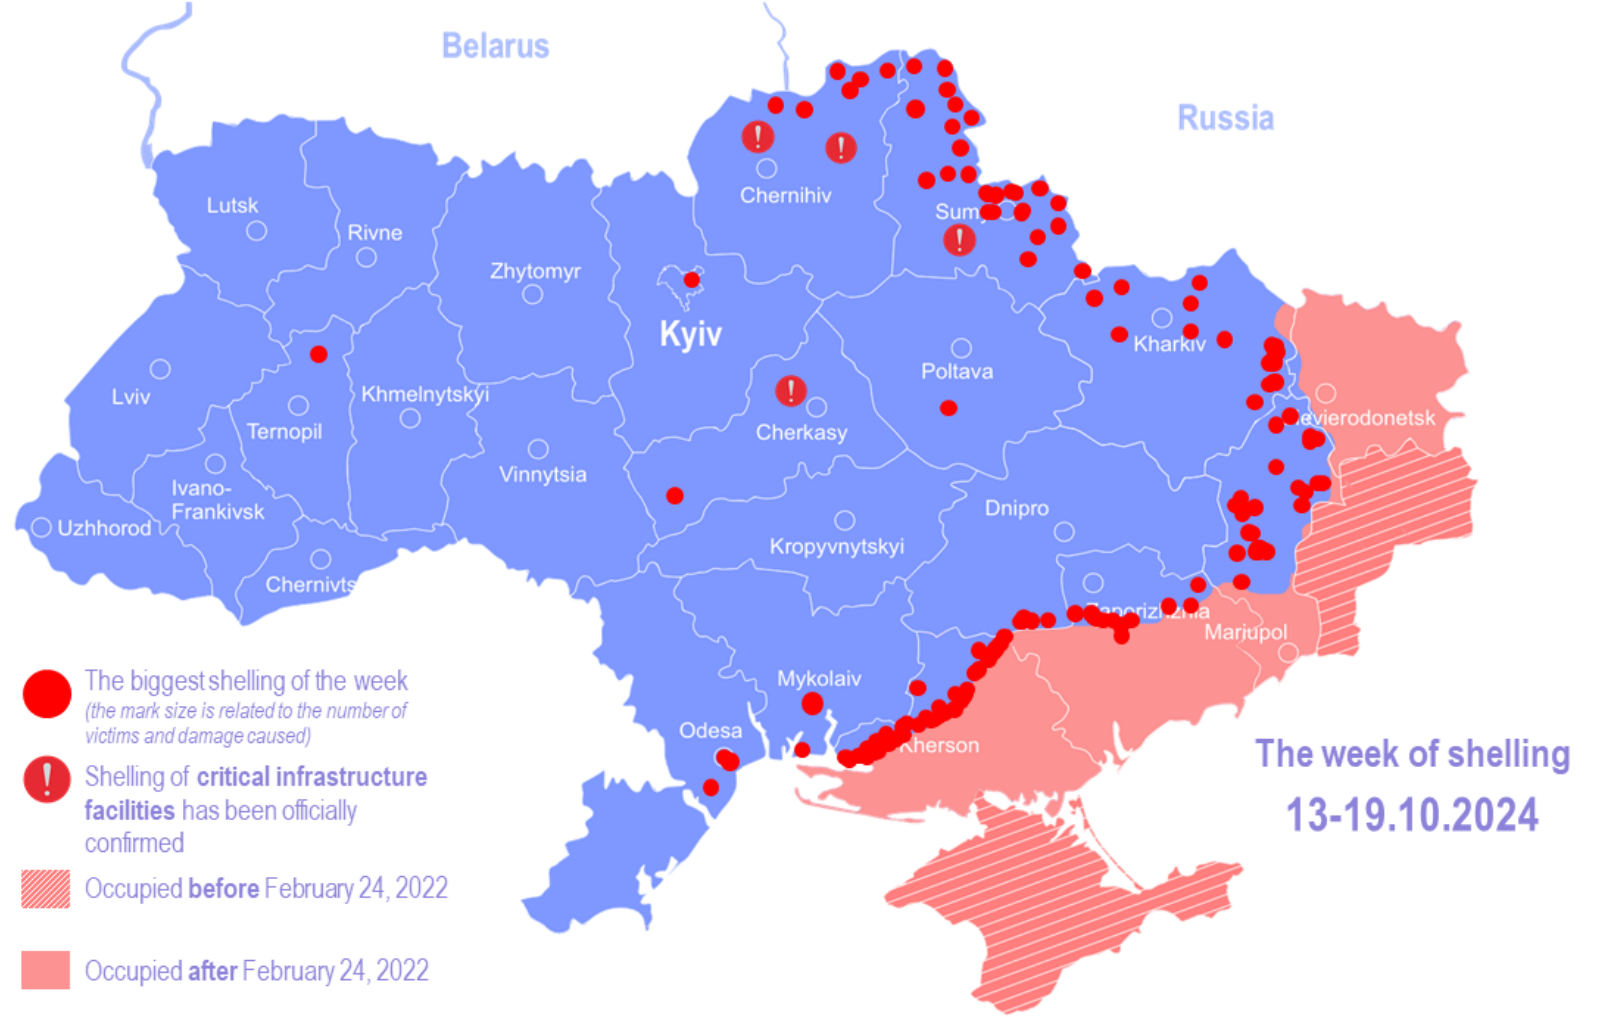 Belarus
Russia
Lutsk
Rivne
Chernihiv
Sumy
Zhytomyr
Kyiv
Kharkiv
Lviv
Khmelnytskyi
Ternopil
Poltava
Cherkasy
evierodonetsk
Vinnytsia
Ivano-
Frankivsk
Uzhhorod
Dnipro
Kropyvnytskyi
Chernivts
Zaporizhzhia
Mariupol
Mykolaiv
Odesa
Kherson
The biggest shelling of the week
(the mark size is related to the number of
victims and damage caused)
! Shelling of critical infrastructure
facilities has been officially
confirmed
Occupied before February 24, 2022
Occupied after February 24, 2022
The week of shelling
13-19.10.2024